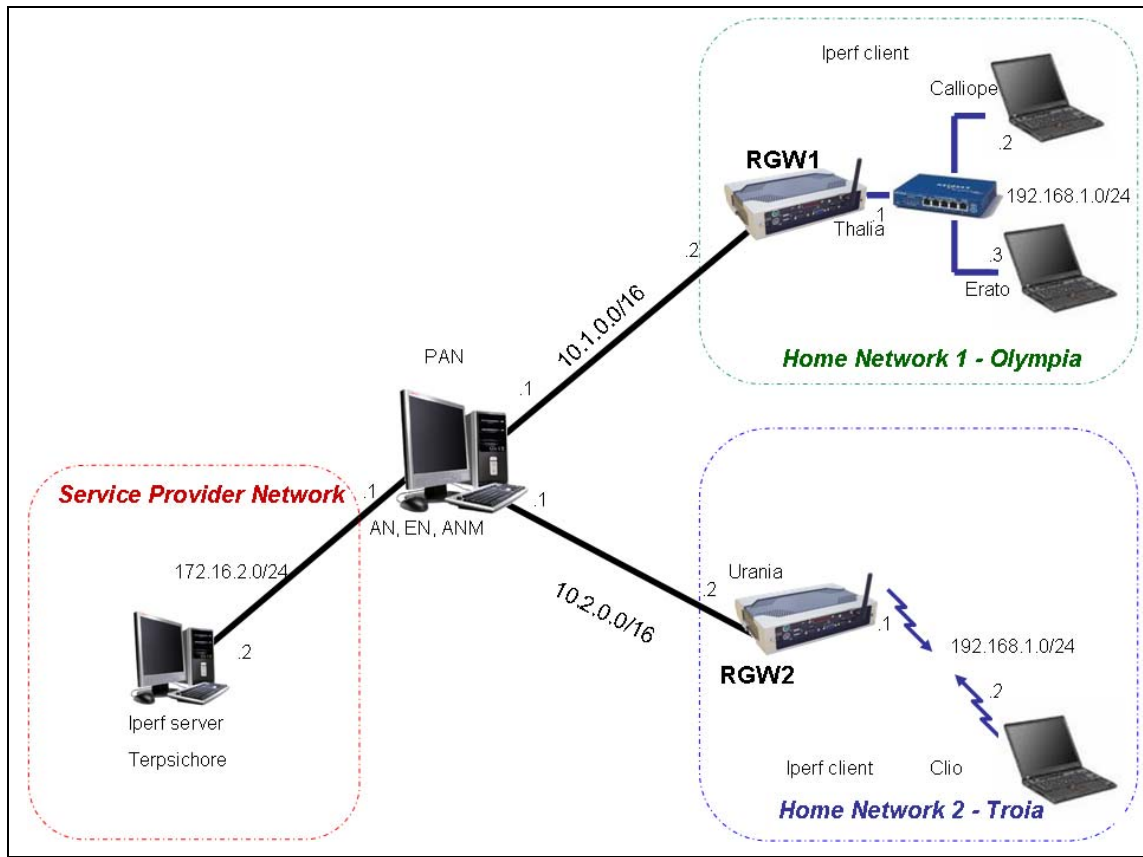 Iperf client
Calliope
.2
RGW1
192.168.1.0/24
.1
Thalia
.3
Erato
.2
10.1.0.0/16
Home Network 1 - Olympia
PAN
.1
Service Provider Network
.1
.1
AN, EN, ANM
172.16.2.0/24
Urania
.2
10.2.0.0/16
.1
192.168.1.0/24
.2
RGW2
.2
Iperf server
Terpsichore
Iperf client
Clio
Home Network 2 - Troia